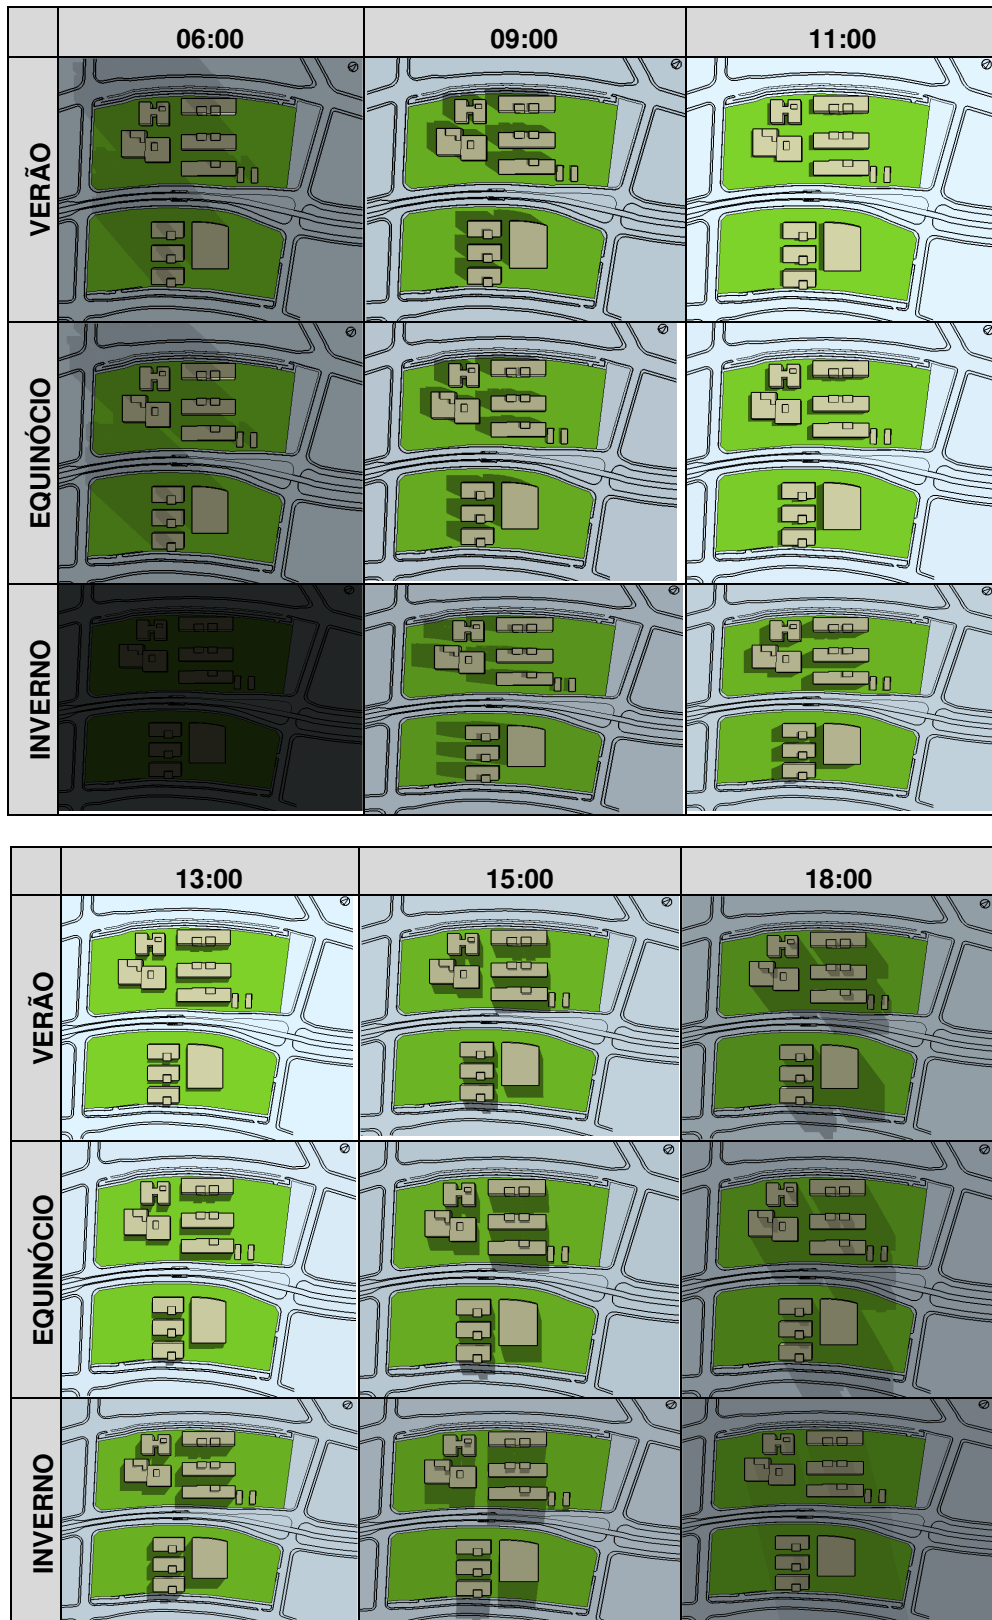 06:00 09:00 11:00
VERÃO
EQUINÓCIO
INVERNO
13:00 15:00 18:00
VERÃO
EQUINÓCIO
INVERNO